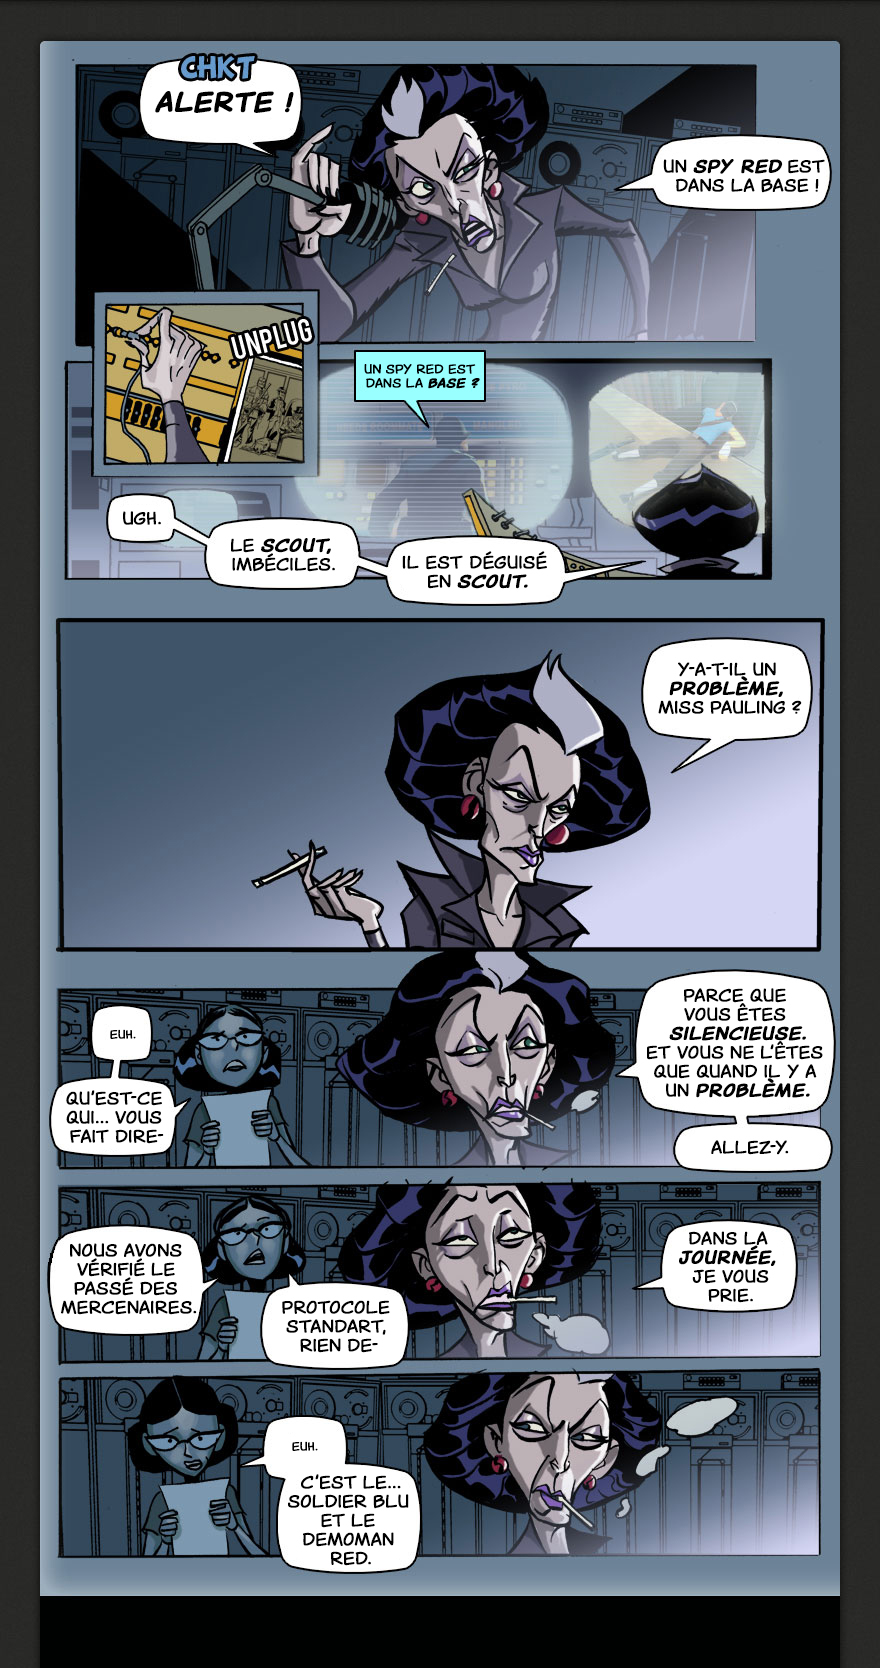 CHKT
ALERTE !
UN SPY RED EST
DANS LA BASE !
UNPLUG
UN SPY RED EST
DANS LA BASE ?
UGH.
LE SCOUT,
IMBÉCILES.
IL EST DÉGUISÉ
EN SCOUT.
Y-A-T-IL UN
PROBLÈME,
MISS PAULING ?
EUH.
QU'EST-CE
QUI... VOUS
FAIT DIRE-
PARCE QUE
VOUS ÊTES
SILENCIEUSE.
ET VOUS NE L'ÊTES
QUE QUAND IL Y A
UN PROBLÈME.
ALLEZ-Y.
NOUS AVONS
VÉRIFIÉ LE
PASSÉ DES
MERCENAIRES.
PROTOCOLE
STANDART,
RIEN DE-
DANS LA
JOURNÉE,
JE VOUS
PRIE.
EUH.
C'EST LE...
SOLDIER BLU
ET LE
DEMOMAN
RED.